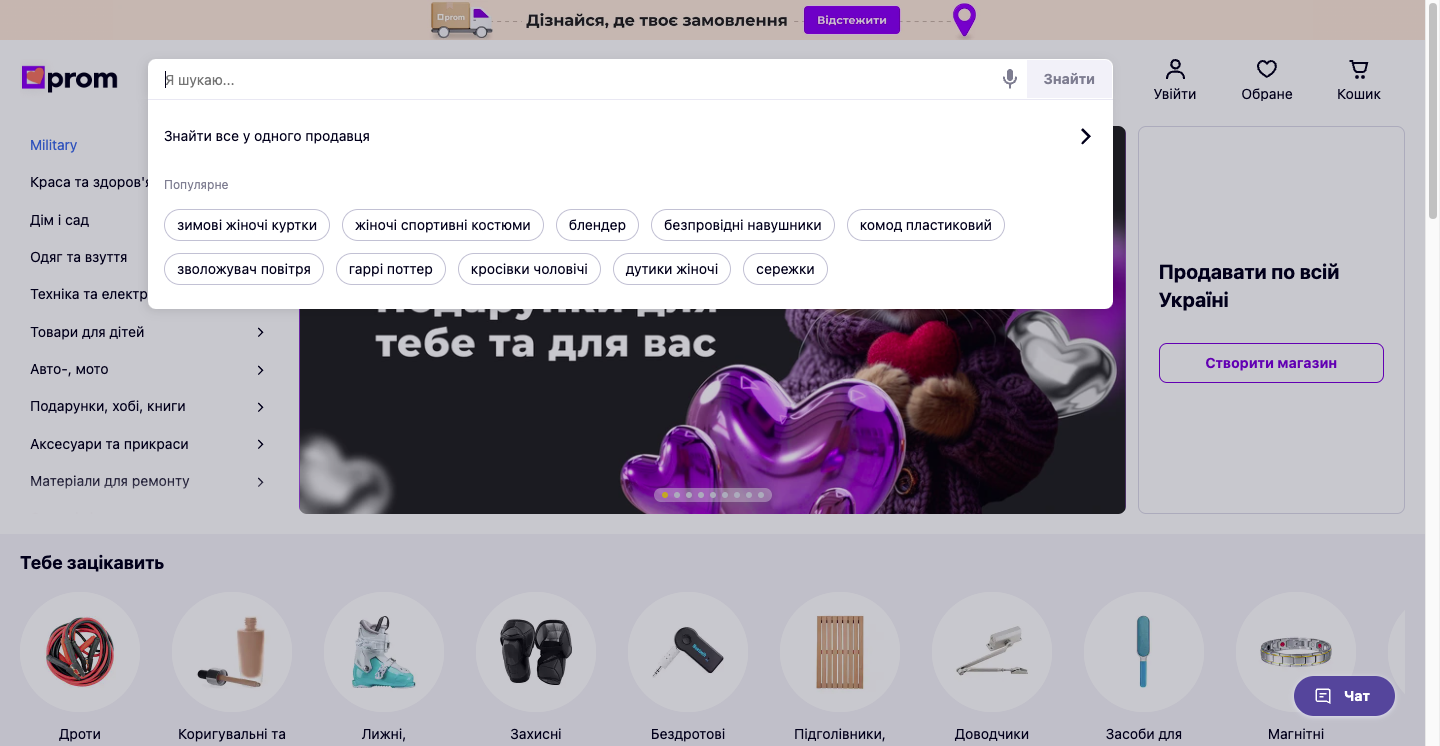 prom
Дізнайся, де твоє замовлення
Відстежити
prom
Я шукаю...
Знайти
Увійти
Обране
Кошик
Знайти все у одного продавця
Популярне
зимові жіночі куртки
жіночі спортивні костюми
блендер
безпровідні навушники
комод пластиковий
зволожувач повітря
гаррі поттер
кросівки чоловічі
дутики жіночі
сережки
Military
Краса та здоров'я
Дім і сад
Одяг та взуття
Техніка та електр
Товари для дітей
Авто-, мото
Подарунки, хобі, книги
Аксесуари та прикраси
Матеріали для ремонту
Подарунки для
тебе та для вас
Продавати по всій
Україні
Створити магазин
Тебе зацікавить
Дроти
Коригувальні та
Лижні,
Захисні
Бездротові
Підголівники,
Доводчики
Засоби для
Магнітні
Чат